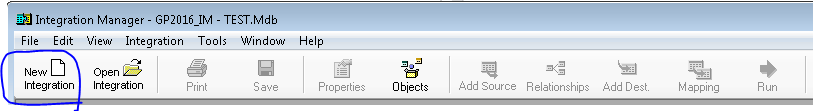 Integration Manager - GP2016_IM - TEST.Mdb
File Edit View Integration Tools Window Help
New Integration Open Integration Print Save Properties Objects Add Source Relationships Add Dest. Mapping Run